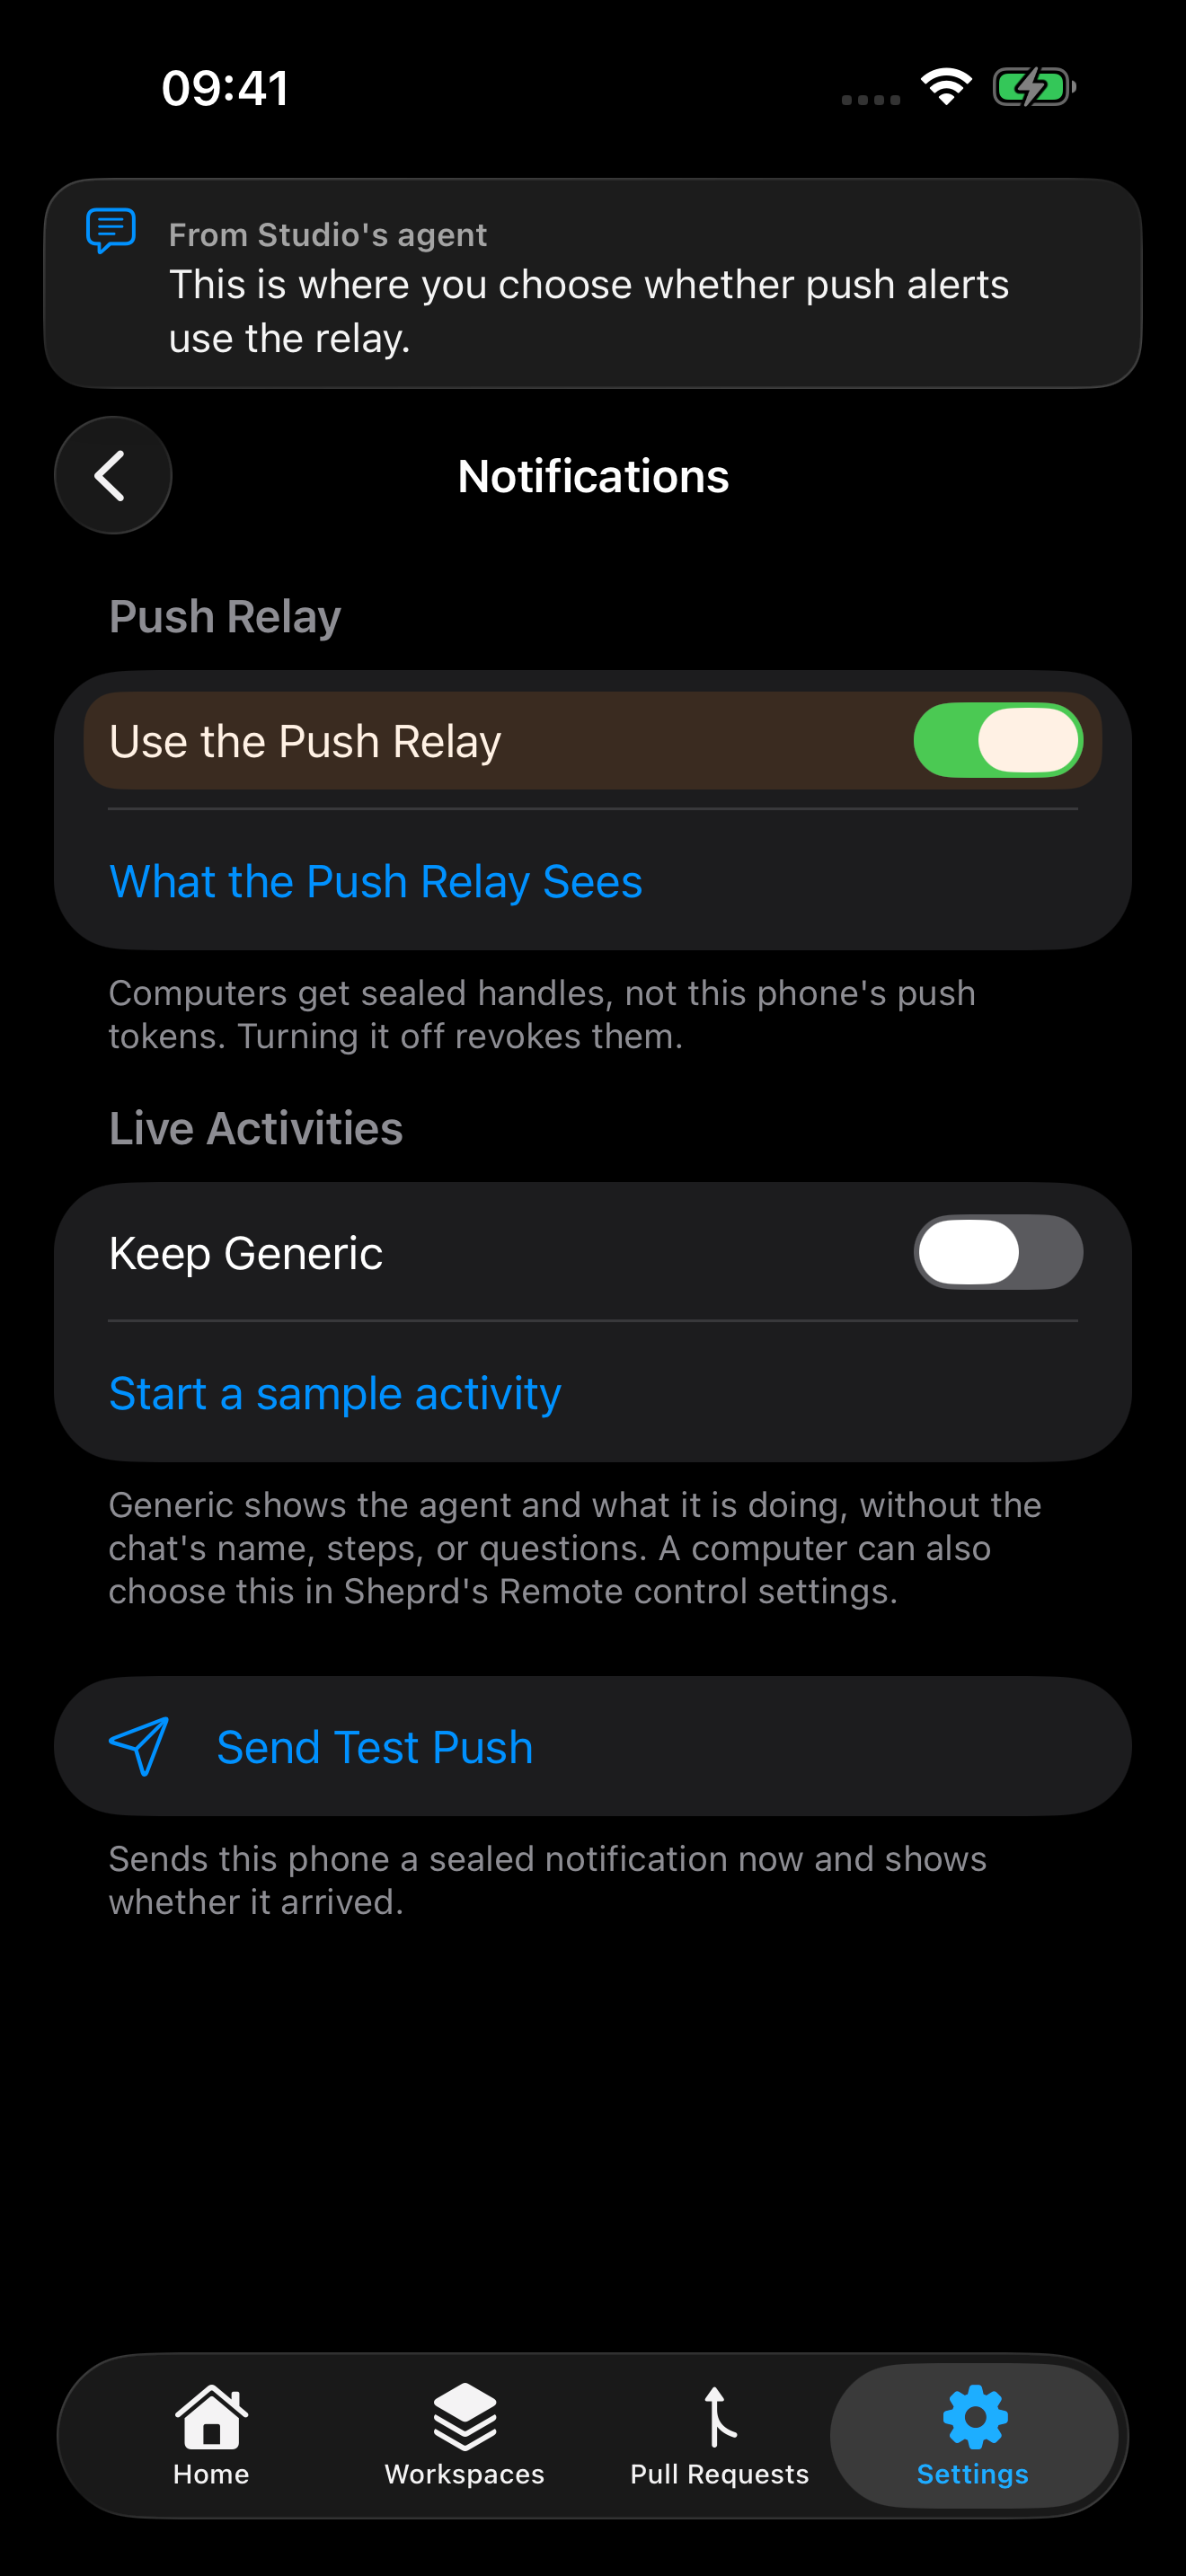 09:41
From Studio's agent
This is where you choose whether push alerts
use the relay.
Notifications
Push Relay
Use the Push Relay
What the Push Relay Sees
Computers get sealed handles, not this phone's push
tokens. Turning it off revokes them.
Live Activities
Keep Generic
Start a sample activity
Generic shows the agent and what it is doing, without the
chat's name, steps, or questions. A computer can also
choose this in Sheprd's Remote control settings.
Send Test Push
Sends this phone a sealed notification now and shows
whether it arrived.
Home
Workspaces
Pull Requests
Settings